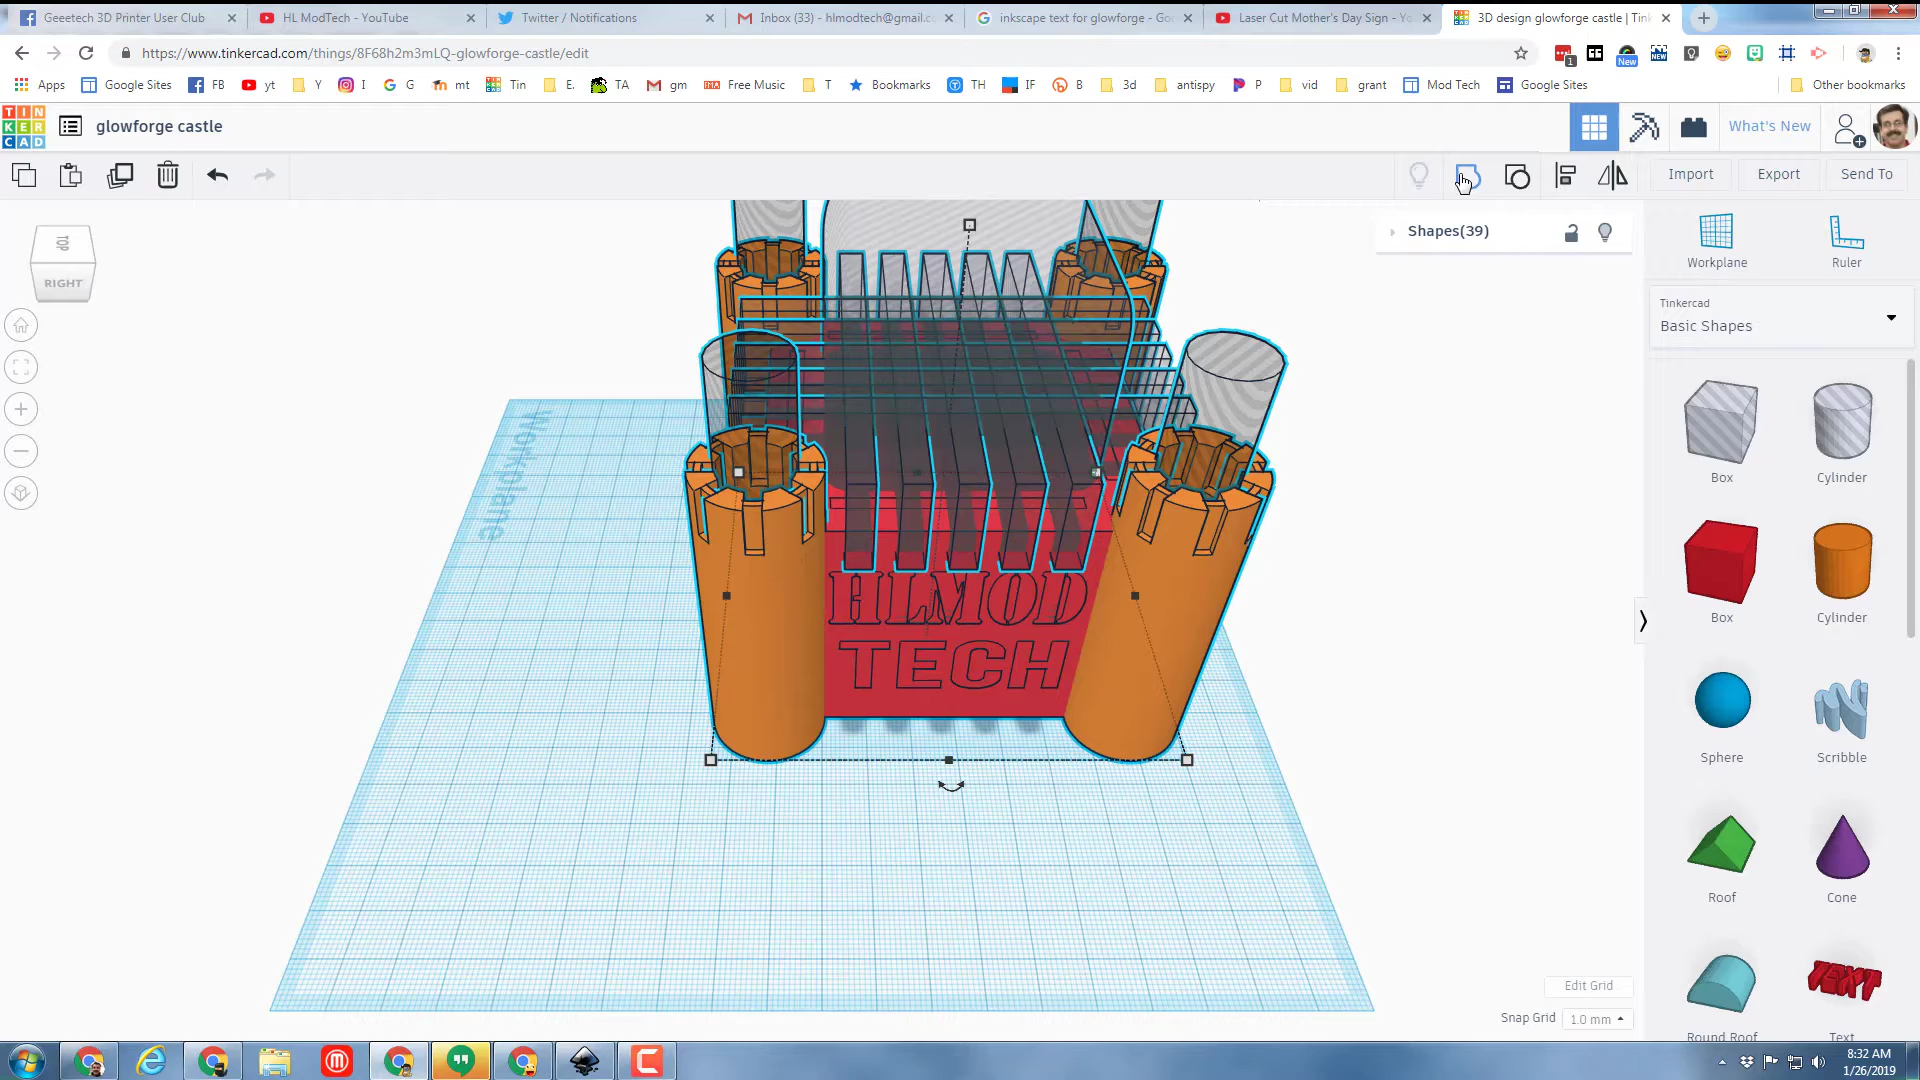 Geeetech 3D Printer User Club
HL ModTech - YouTube
Twitter / Notifications
Inbox (33) - hlmodtech@gmail.c
inkscape text for glowforge - Go
Laser Cut Mother's Day Sign - Yo
3D design glowforge castle | Tin
https://www.tinkercad.com/things/8F68h2m3mLQ-glowforge-castle/edit
1
New
NEW
Apps
Google Sites
FB
yt
Y
I
G
mt
Tin
E.
TA
gm
Free Music
T
Bookmarks
TH
IF
B
3d
antispy
P
vid
grant
Mod Tech
Google Sites
Other bookmarks
TIN
KER
CAD
glowforge castle
What's New
Import
Export
Send To
TOP
RIGHT
Shapes(39)
Workplane
Ruler
Tinkercad
Basic Shapes
Box
Cylinder
Box
Cylinder
Sphere
Scribble
Roof
Cone
Round Roof
TEXT
Text
Workplane
HLMOD
TECH
Edit Grid
Snap Grid
1.0 mm
8:32 AM
1/26/2019